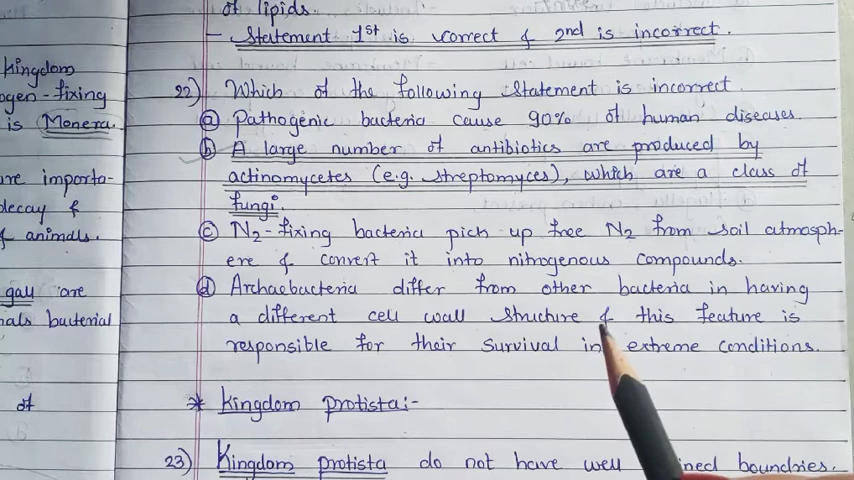 of lipids.
- Statement 1st is correct & 2nd is incorrect.
Kingdom
ogen-fixing
is Monera.
are importa-
decay &
& animals.
gall are
nals bacterial
of
22) Which of the following statement is incorrect.
a) Pathogenic bacteria cause 90% of human diseases.
b) A large number of antibiotics are produced by
actinomycetes (e.g. streptomyces), which are a class of
fungi.
c) N2-fixing bacteria pick up free N2 from soil atmosph-
ere & convert it into nitrogenous compounds.
d) Archaebacteria differ from other bacteria in having
a different cell wall structure & this feature is
responsible for their survival in extreme conditions.
* Kingdom protista:-
23) Kingdom protista do not have well ined boundries.